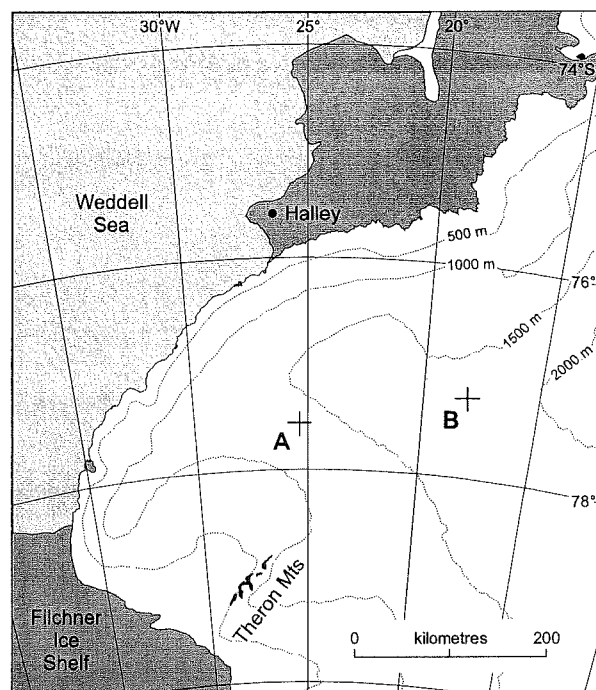 30°W
25°
20°
74°S
Weddell
Sea
Halley
500 m
1000 m
76°
1500 m
2000 m
A
B
78°
Theron Mts
Filchner
Ice
Shelf
0 kilometres 200